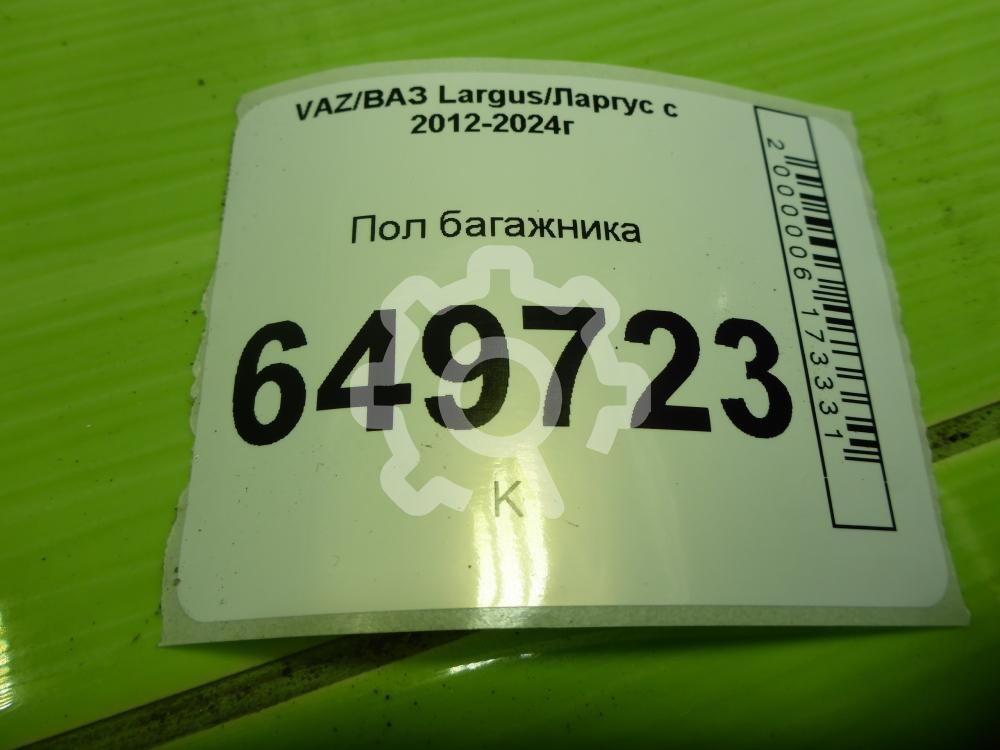 VAZ/ВАЗ Largus/Ларгус с
2012-2024г
Пол багажника
649723
К
2000006173331